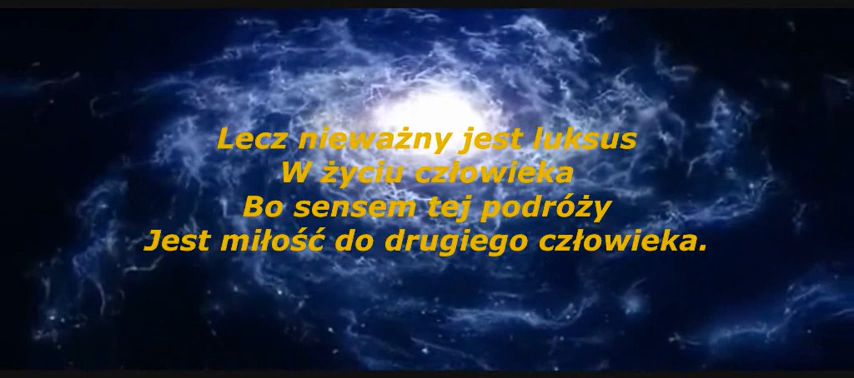 Lecz nieważny jest luksus
W życiu człowieka
Bo sensem tej podróży
Jest miłość do drugiego człowieka.